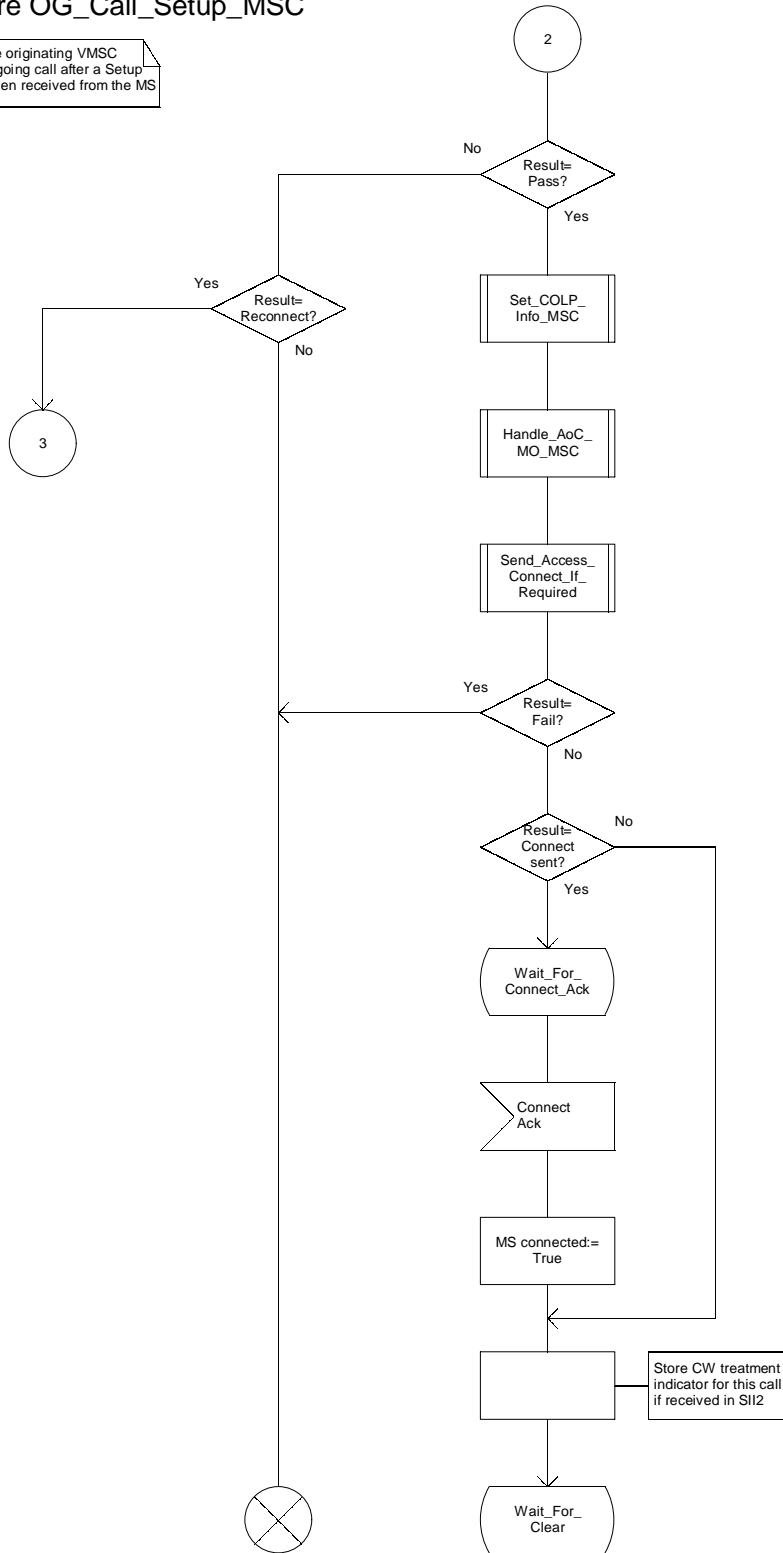 re OG_Call_Setup_MSC
e originating VMSC
going call after a Setup
en received from the MS
2
No
Result=
Pass?
Yes
Yes
Result=
Reconnect?
No
Set_COLP_
Info_MSC
3
Handle_AoC_
MO_MSC
Send_Access_
Connect_If_
Required
Yes
Result=
Fail?
No
Result=
Connect
sent?
No
Yes
Wait_For_
Connect_Ack
Connect
Ack
MS connected:=
True
Store CW treatment
indicator for this call
if received in SII2
Wait_For_
Clear